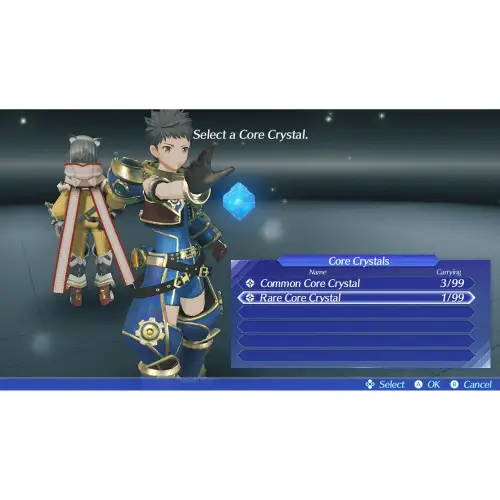 Select a Core Crystal.
Core Crystals
Name Carrying
Common Core Crystal 3/99
Rare Core Crystal 1/99
Select A OK B Cancel